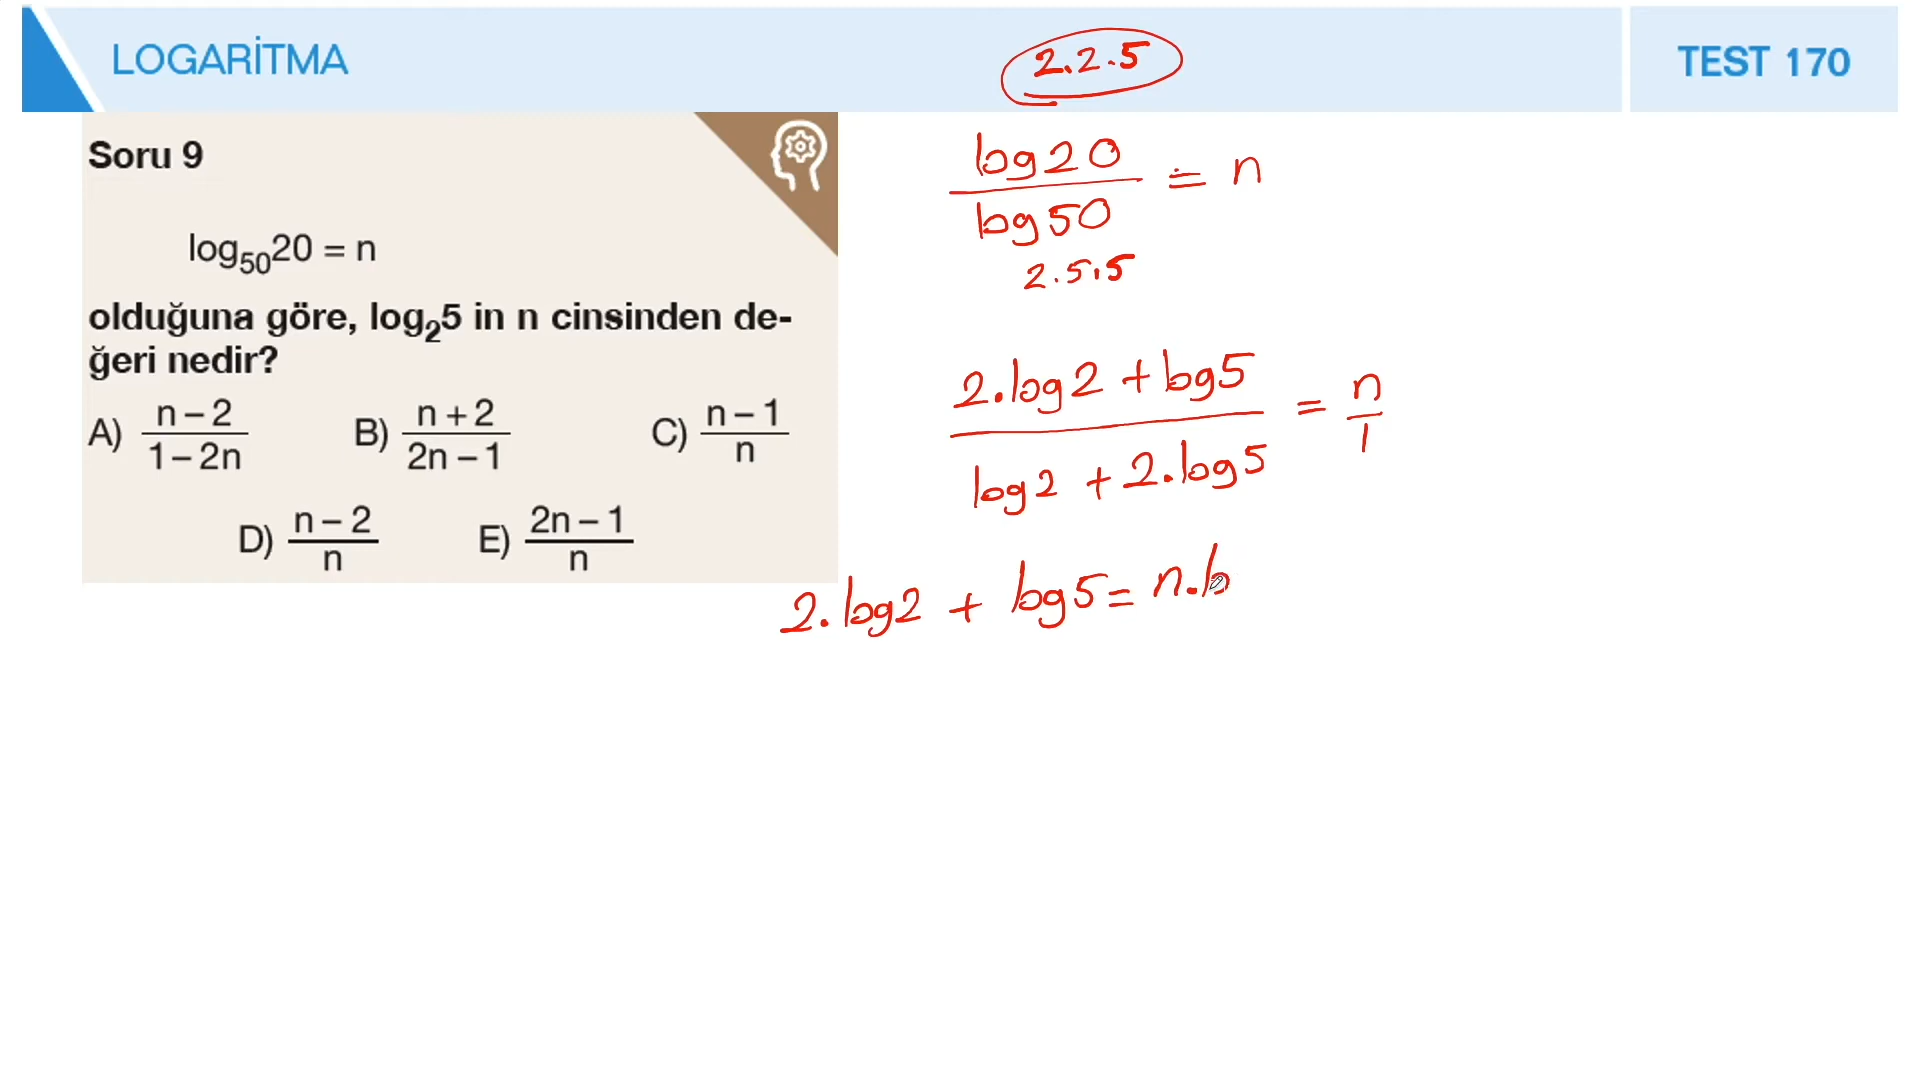 LOGARİTMA
TEST 170
2.2.5
Soru 9
log₅₀20 = n
olduğuna göre, log₂5 in n cinsinden de-
ğeri nedir?
A) (n – 2)/(1 – 2n)  B) (n + 2)/(2n – 1)  C) (n – 1)/n
D) (n – 2)/n  E) (2n – 1)/n
log20/log50 = n
2.5.5
(2.log2 + log5)/(log2 + 2.log5) = n/1
2.log2 + log5 = n.